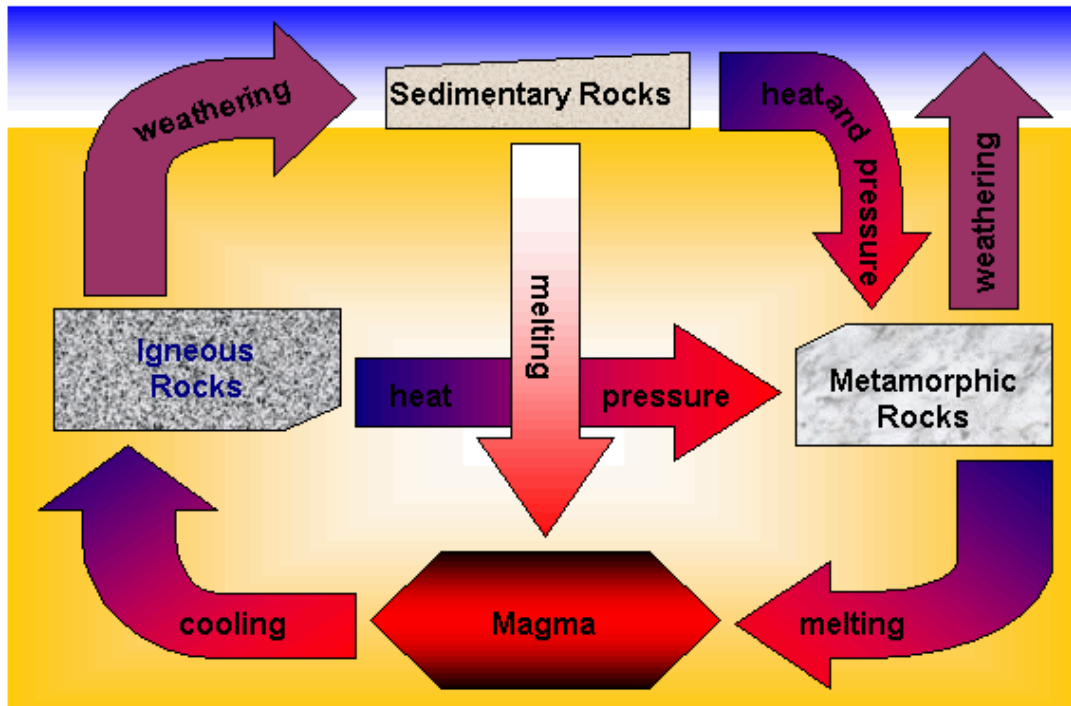 weathering
Sedimentary Rocks
heat and pressure
weathering
Igneous
Rocks
heat
melting
pressure
Metamorphic
Rocks
cooling
Magma
melting